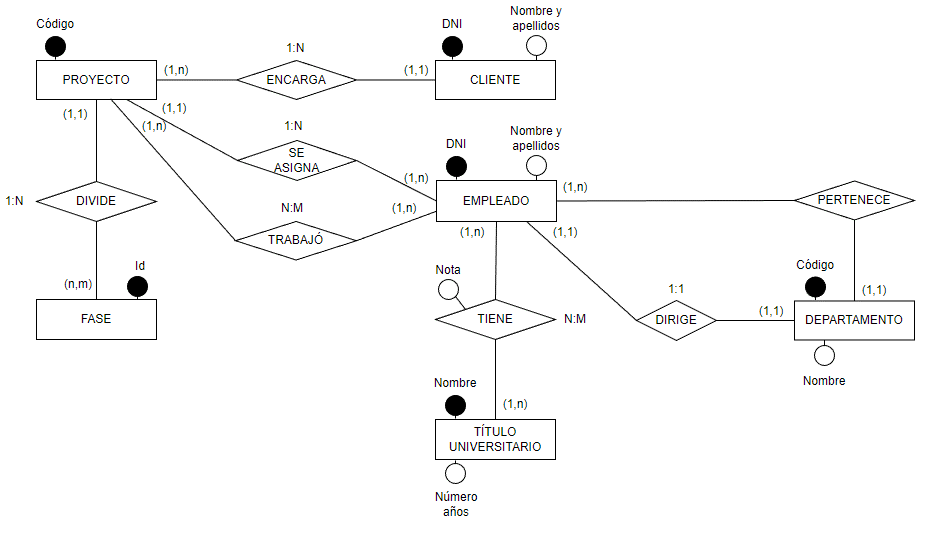 Código
PROYECTO
(1,n)
1:N
ENCARGA
(1,1)
DNI
Nombre y
apellidos
CLIENTE
(1,1)
(1,n)
(1,1)
1:N
SE
ASIGNA
(1,n)
DNI
Nombre y
apellidos
EMPLEADO
(1,n)
PERTENECE
1:N
DIVIDE
N:M
TRABAJÓ
(1,n)
(1,n)
(1,1)
(n,m)
Id
FASE
Nota
TIENE
N:M
1:1
DIRIGE
(1,1)
Código
(1,1)
DEPARTAMENTO
Nombre
Nombre
(1,n)
TÍTULO
UNIVERSITARIO
Número
años